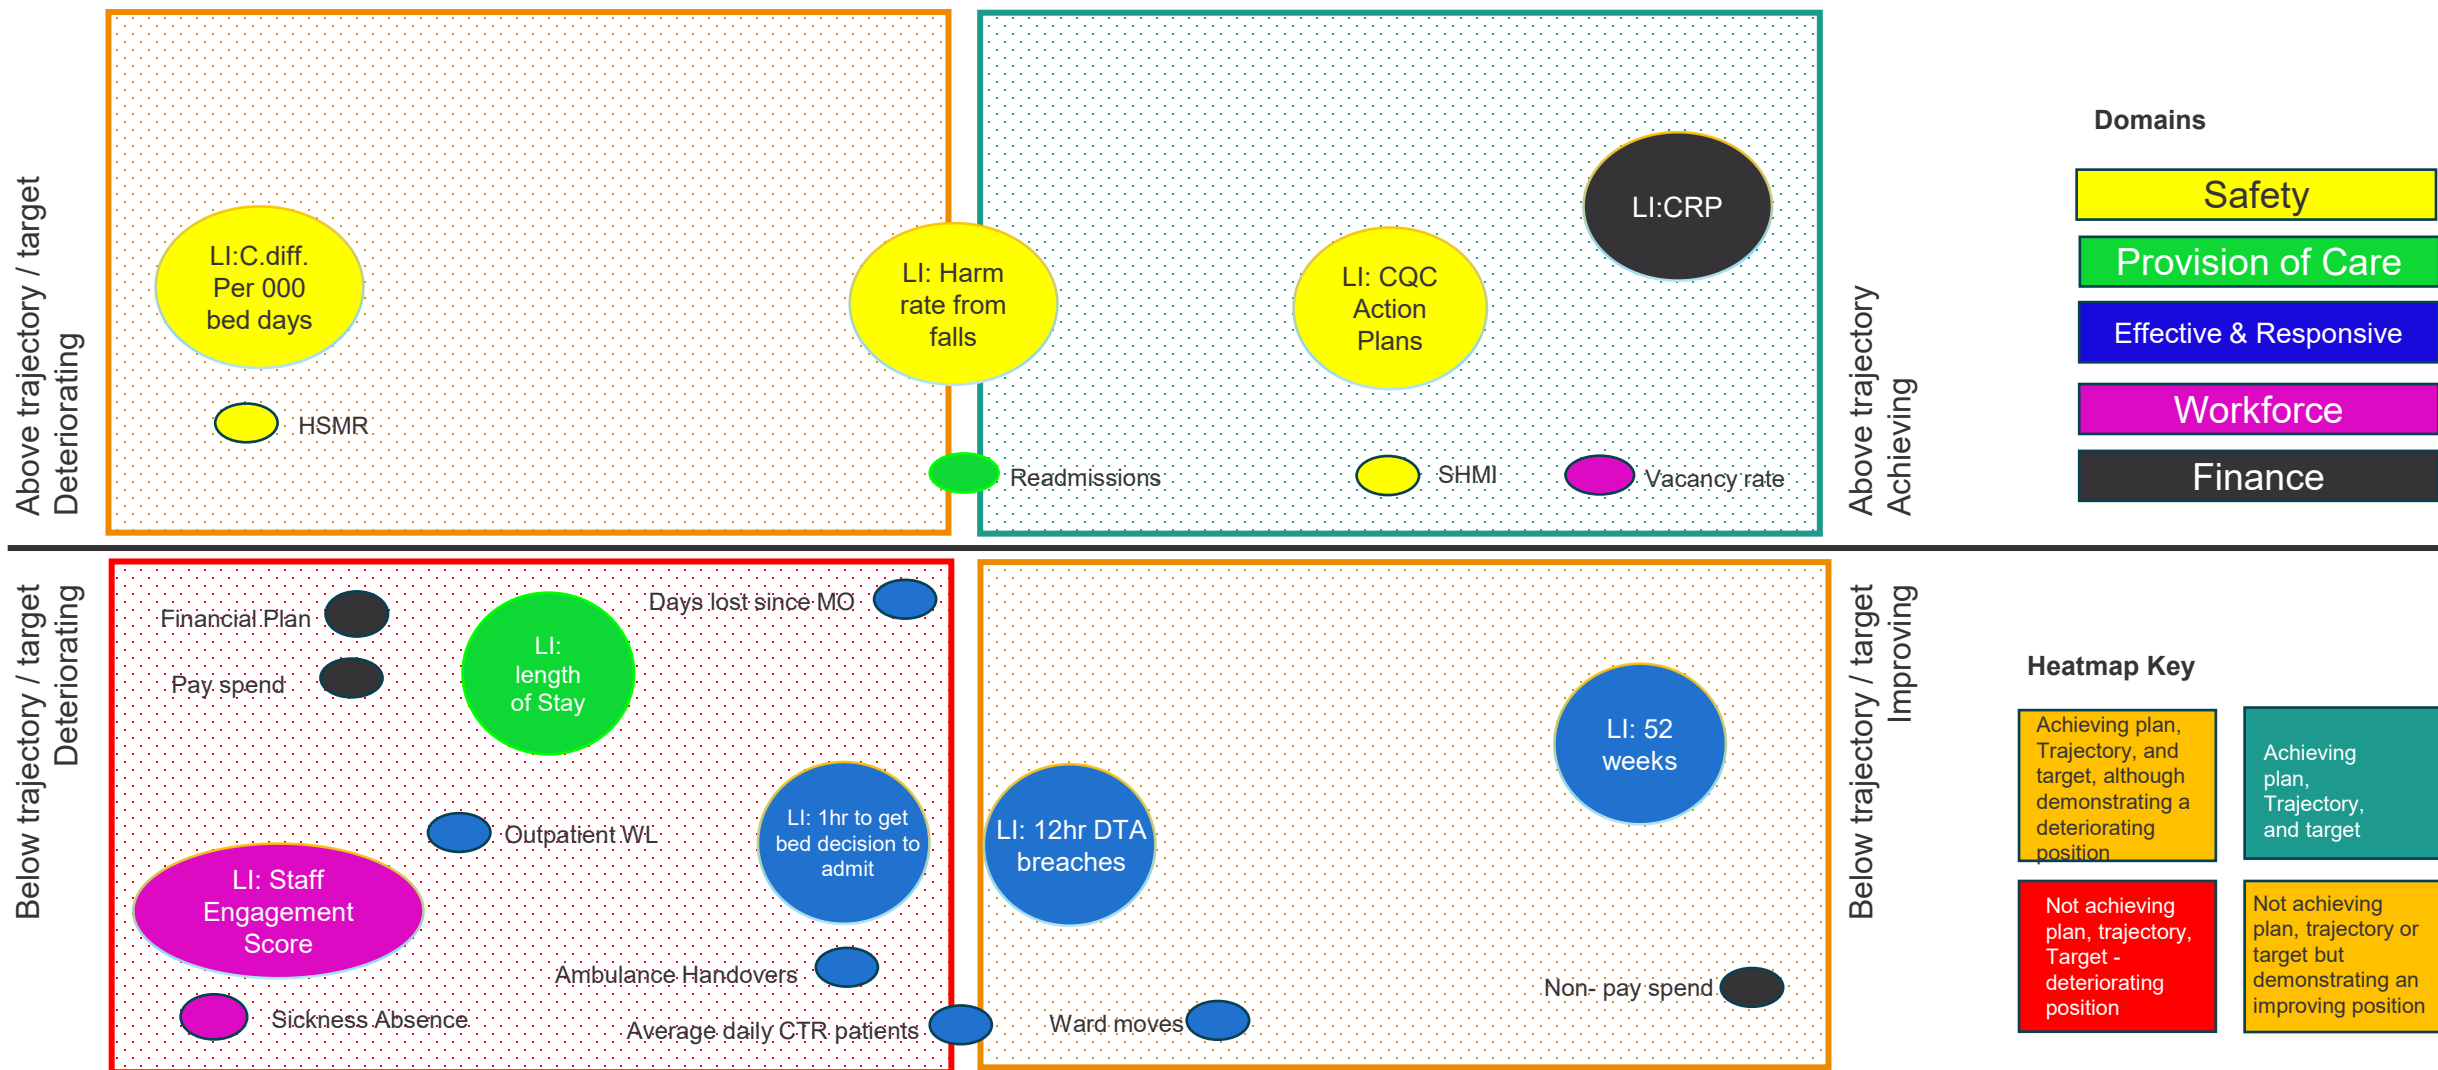 Above trajectory / target
Deteriorating
LI:C.diff.
Per 000
bed days
HSMR
LI: Harm
rate from
falls
Readmissions
LI: CQC
Action
Plans
SHMI
LI:CRP
Vacancy rate
Above trajectory
Achieving
Domains
Safety
Provision of Care
Effective & Responsive
Workforce
Finance
Below trajectory / target
Deteriorating
Financial Plan
Pay spend
LI:
length
of Stay
Days lost since MO
Outpatient WL
LI: 1hr to get
bed decision to
admit
LI: Staff
Engagement
Score
Ambulance Handovers
Sickness Absence
Average daily CTR patients
LI: 12hr DTA
breaches
LI: 52
weeks
Ward moves
Non- pay spend
Below trajectory / target
Improving
Heatmap Key
Achieving plan,
Trajectory, and
target, although
demonstrating a
deteriorating
position
Achieving
plan,
Trajectory,
and target
Not achieving
plan, trajectory,
Target -
deteriorating
position
Not achieving
plan, trajectory or
target but
demonstrating an
improving position